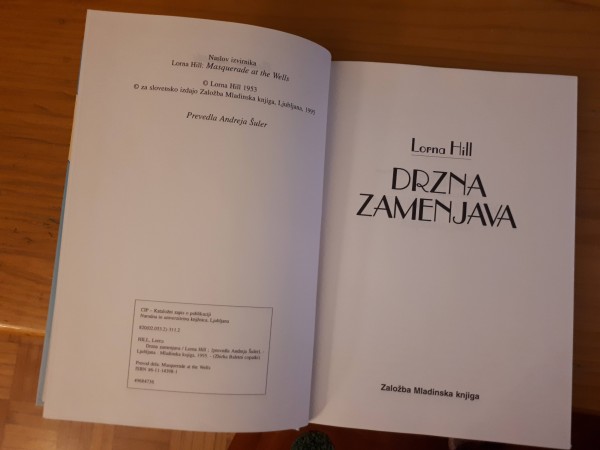 Naslov izvirnika
Lorna Hill: Masquerade at the Wells
© Lorna Hill 1953
© za slovensko izdajo Založba Mladinska knjiga, Ljubljana, 1995
Prevedla Andreja Šuler
CIP – Kataložni zapis o publikaciji
Narodna in univerzitetna knjižnica, Ljubljana
HILL, Lorna
Drzna zamenjava / Lorna Hill ; [prevedla Andreja Šuler]. -
Ljubljana : Mladinska knjiga, 1995. - (Zbirka Baletni copatki)
Prevod dela: Masquerade at the Wells
Lorna Hill
DRZNA
ZAMENJAVA
Založba Mladinska knjiga